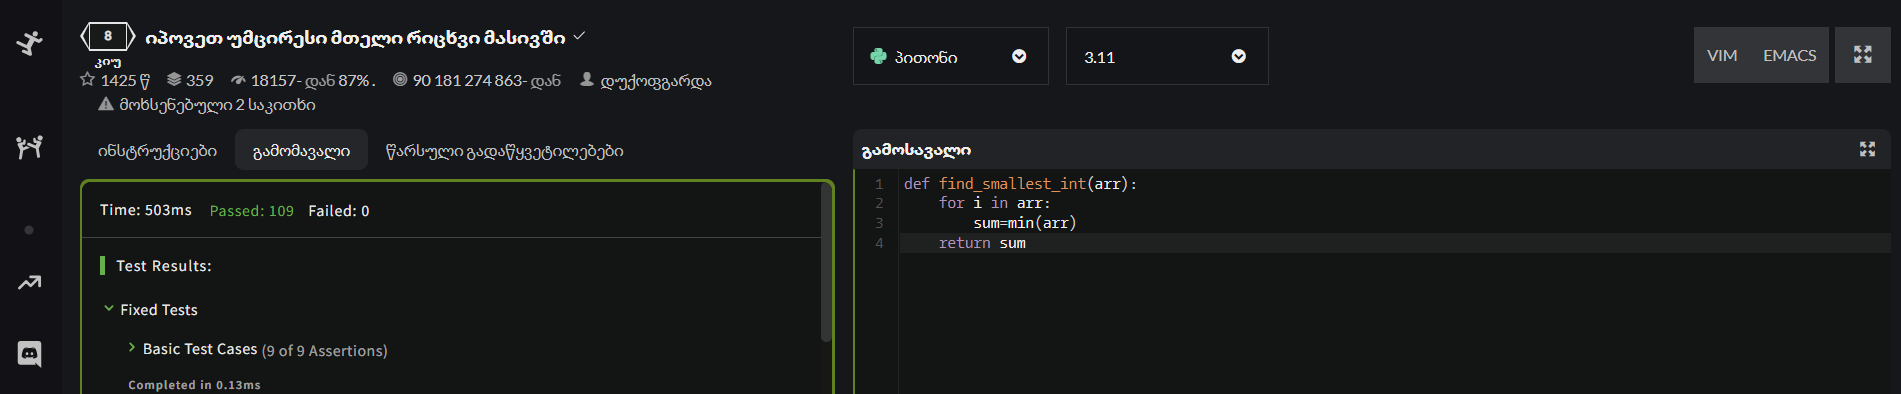 8
კიუ
იპოვეთ უმცირესი მთელი რიცხვი მასივში
1425 წ 359 18157- დან 87% . 90 181 274 863- დან დუქოფგარდა
მოხსენებული 2 საკითხი
ინსტრუქციები გამომავალი წარსული გადაწყვეტილებები
Time: 503ms Passed: 109 Failed: 0
Test Results:
Fixed Tests
Basic Test Cases (9 of 9 Assertions)
Completed in 0.13ms
პითონი 3.11 VIM EMACS
გამოსავალი
1 def find_smallest_int(arr):
2 for i in arr:
3 sum=min(arr)
4 return sum